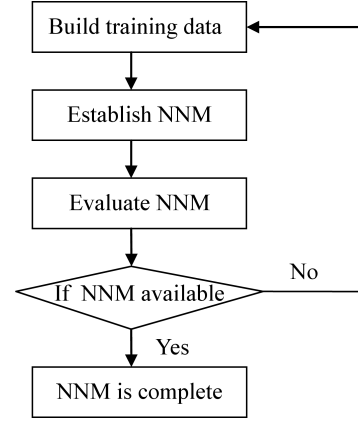 Build training data
Establish NNM
Evaluate NNM
If NNM available
No
Yes
NNM is complete